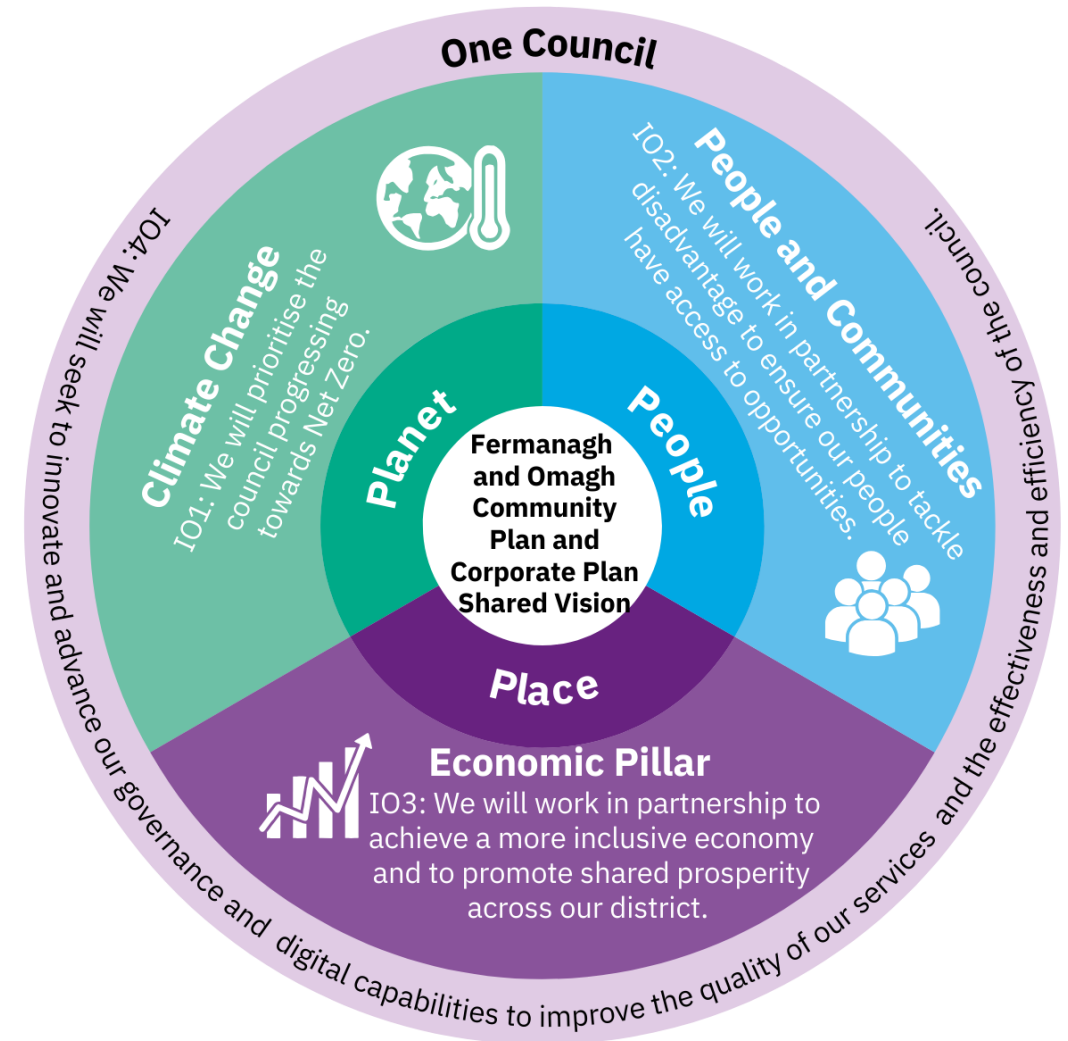 One Council
Climate Change
IO1: We will prioritise the
council progressing
towards Net Zero.
People and Communities
IO2: We will work in partnership to tackle
disadvantage to ensure our people
have access to opportunities.
Planet
People
Place
Fermanagh
and Omagh
Community
Plan and
Corporate Plan
Shared Vision
Economic Pillar
IO3: We will work in partnership to
achieve a more inclusive economy
and to promote shared prosperity
across our district.
IO4: We will seek to innovate and advance our governance and digital capabilities to improve the quality of our services and the effectiveness and efficiency of the council.